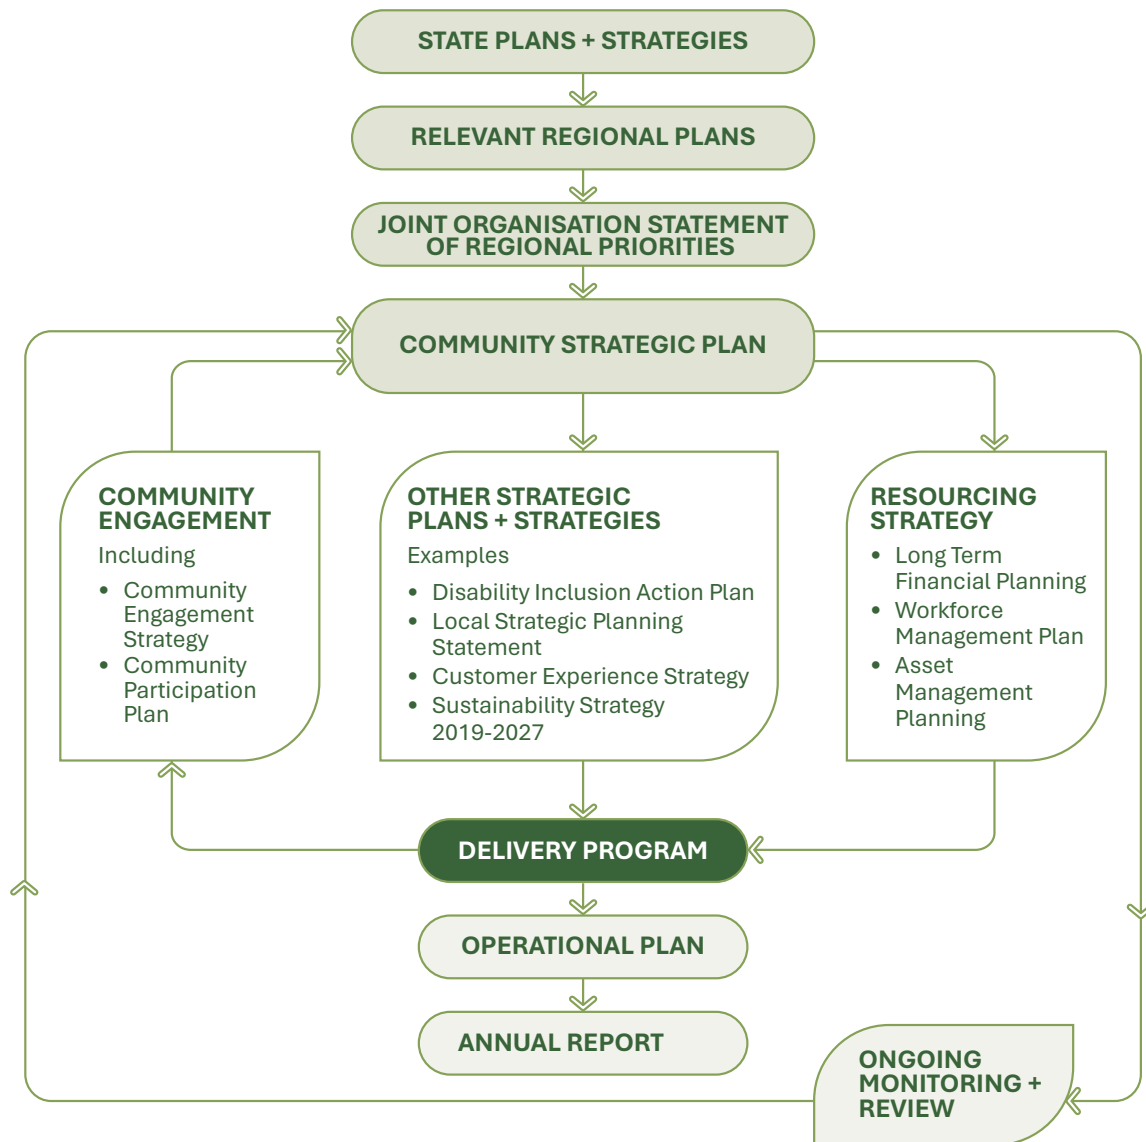 STATE PLANS + STRATEGIES
RELEVANT REGIONAL PLANS
JOINT ORGANISATION STATEMENT
OF REGIONAL PRIORITIES
COMMUNITY STRATEGIC PLAN
COMMUNITY
ENGAGEMENT
Including
• Community
Engagement
Strategy
• Community
Participation
Plan
OTHER STRATEGIC
PLANS + STRATEGIES
Examples
• Disability Inclusion Action Plan
• Local Strategic Planning
Statement
• Customer Experience Strategy
• Sustainability Strategy
2019-2027
RESOURCING
STRATEGY
• Long Term
Financial Planning
• Workforce
Management Plan
• Asset
Management
Planning
DELIVERY PROGRAM
OPERATIONAL PLAN
ANNUAL REPORT
ONGOING
MONITORING +
REVIEW